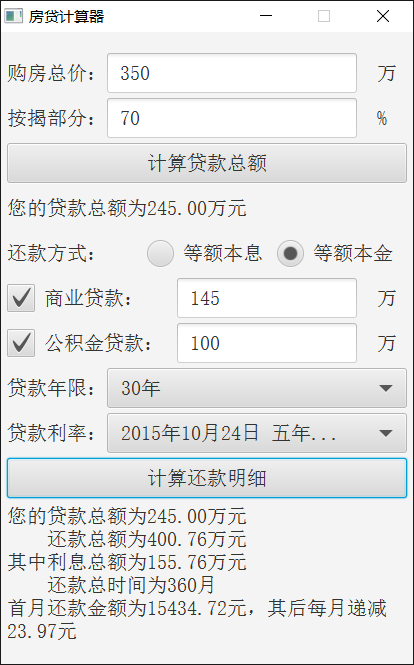 房贷计算器
购房总价: 350 万
按揭部分: 70 %
计算贷款总额
您的贷款总额为245.00万元
还款方式: 等额本息 等额本金
商业贷款: 145 万
公积金贷款: 100 万
贷款年限: 30年
贷款利率: 2015年10月24日 五年...
计算还款明细
您的贷款总额为245.00万元
还款总额为400.76万元
其中利息总额为155.76万元
还款总时间为360月
首月还款金额为15434.72元，其后每月递减
23.97元